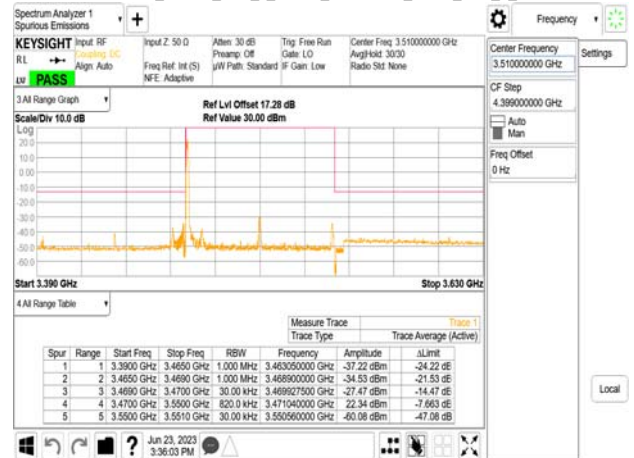 Spectrum Analyzer 1
Spurious Emissions
Frequency
KEYSIGHT
Input: RF
Coupling: DC
Align: Auto
Input Z: 50 Ω
Freq Ref: Int (S)
NFE: Adaptive
Atten: 30 dB
Preamp: Off
µW Path: Standard
Trig: Free Run
Gate: LO
IF Gain: Low
Center Freq: 3.510000000 GHz
Avg|Hold: 30/30
Radio Std: None
RL
LU PASS
Center Frequency
3.510000000 GHz
Settings
CF Step
4.399000000 GHz
Auto
Man
Freq Offset
0 Hz
3 All Range Graph
Scale/Div 10.0 dB
Ref Lvl Offset 17.28 dB
Ref Value 30.00 dBm
Log
20.0
10.0
0.00
-10.0
-20.0
-30.0
-40.0
-50.0
-60.0
Start 3.390 GHz
Stop 3.630 GHz
4 All Range Table
Measure Trace Trace 1
Trace Type Trace Average (Active)
Spur Range Start Freq Stop Freq RBW Frequency Amplitude ΔLimit
1 1 3.3900 GHz 3.4650 GHz 1.000 MHz 3.463050000 GHz -37.22 dBm -24.22 dB
2 2 3.4650 GHz 3.4690 GHz 1.000 MHz 3.468900000 GHz -34.53 dBm -21.53 dB
3 3 3.4690 GHz 3.4700 GHz 30.00 kHz 3.469927500 GHz -27.47 dBm -14.47 dB
4 4 3.4700 GHz 3.5500 GHz 820.0 kHz 3.471040000 GHz 22.34 dBm -7.663 dB
5 5 3.5500 GHz 3.5510 GHz 30.00 kHz 3.550560000 GHz -60.08 dBm -47.08 dB
Local
Jun 23, 2023
3:36:03 PM